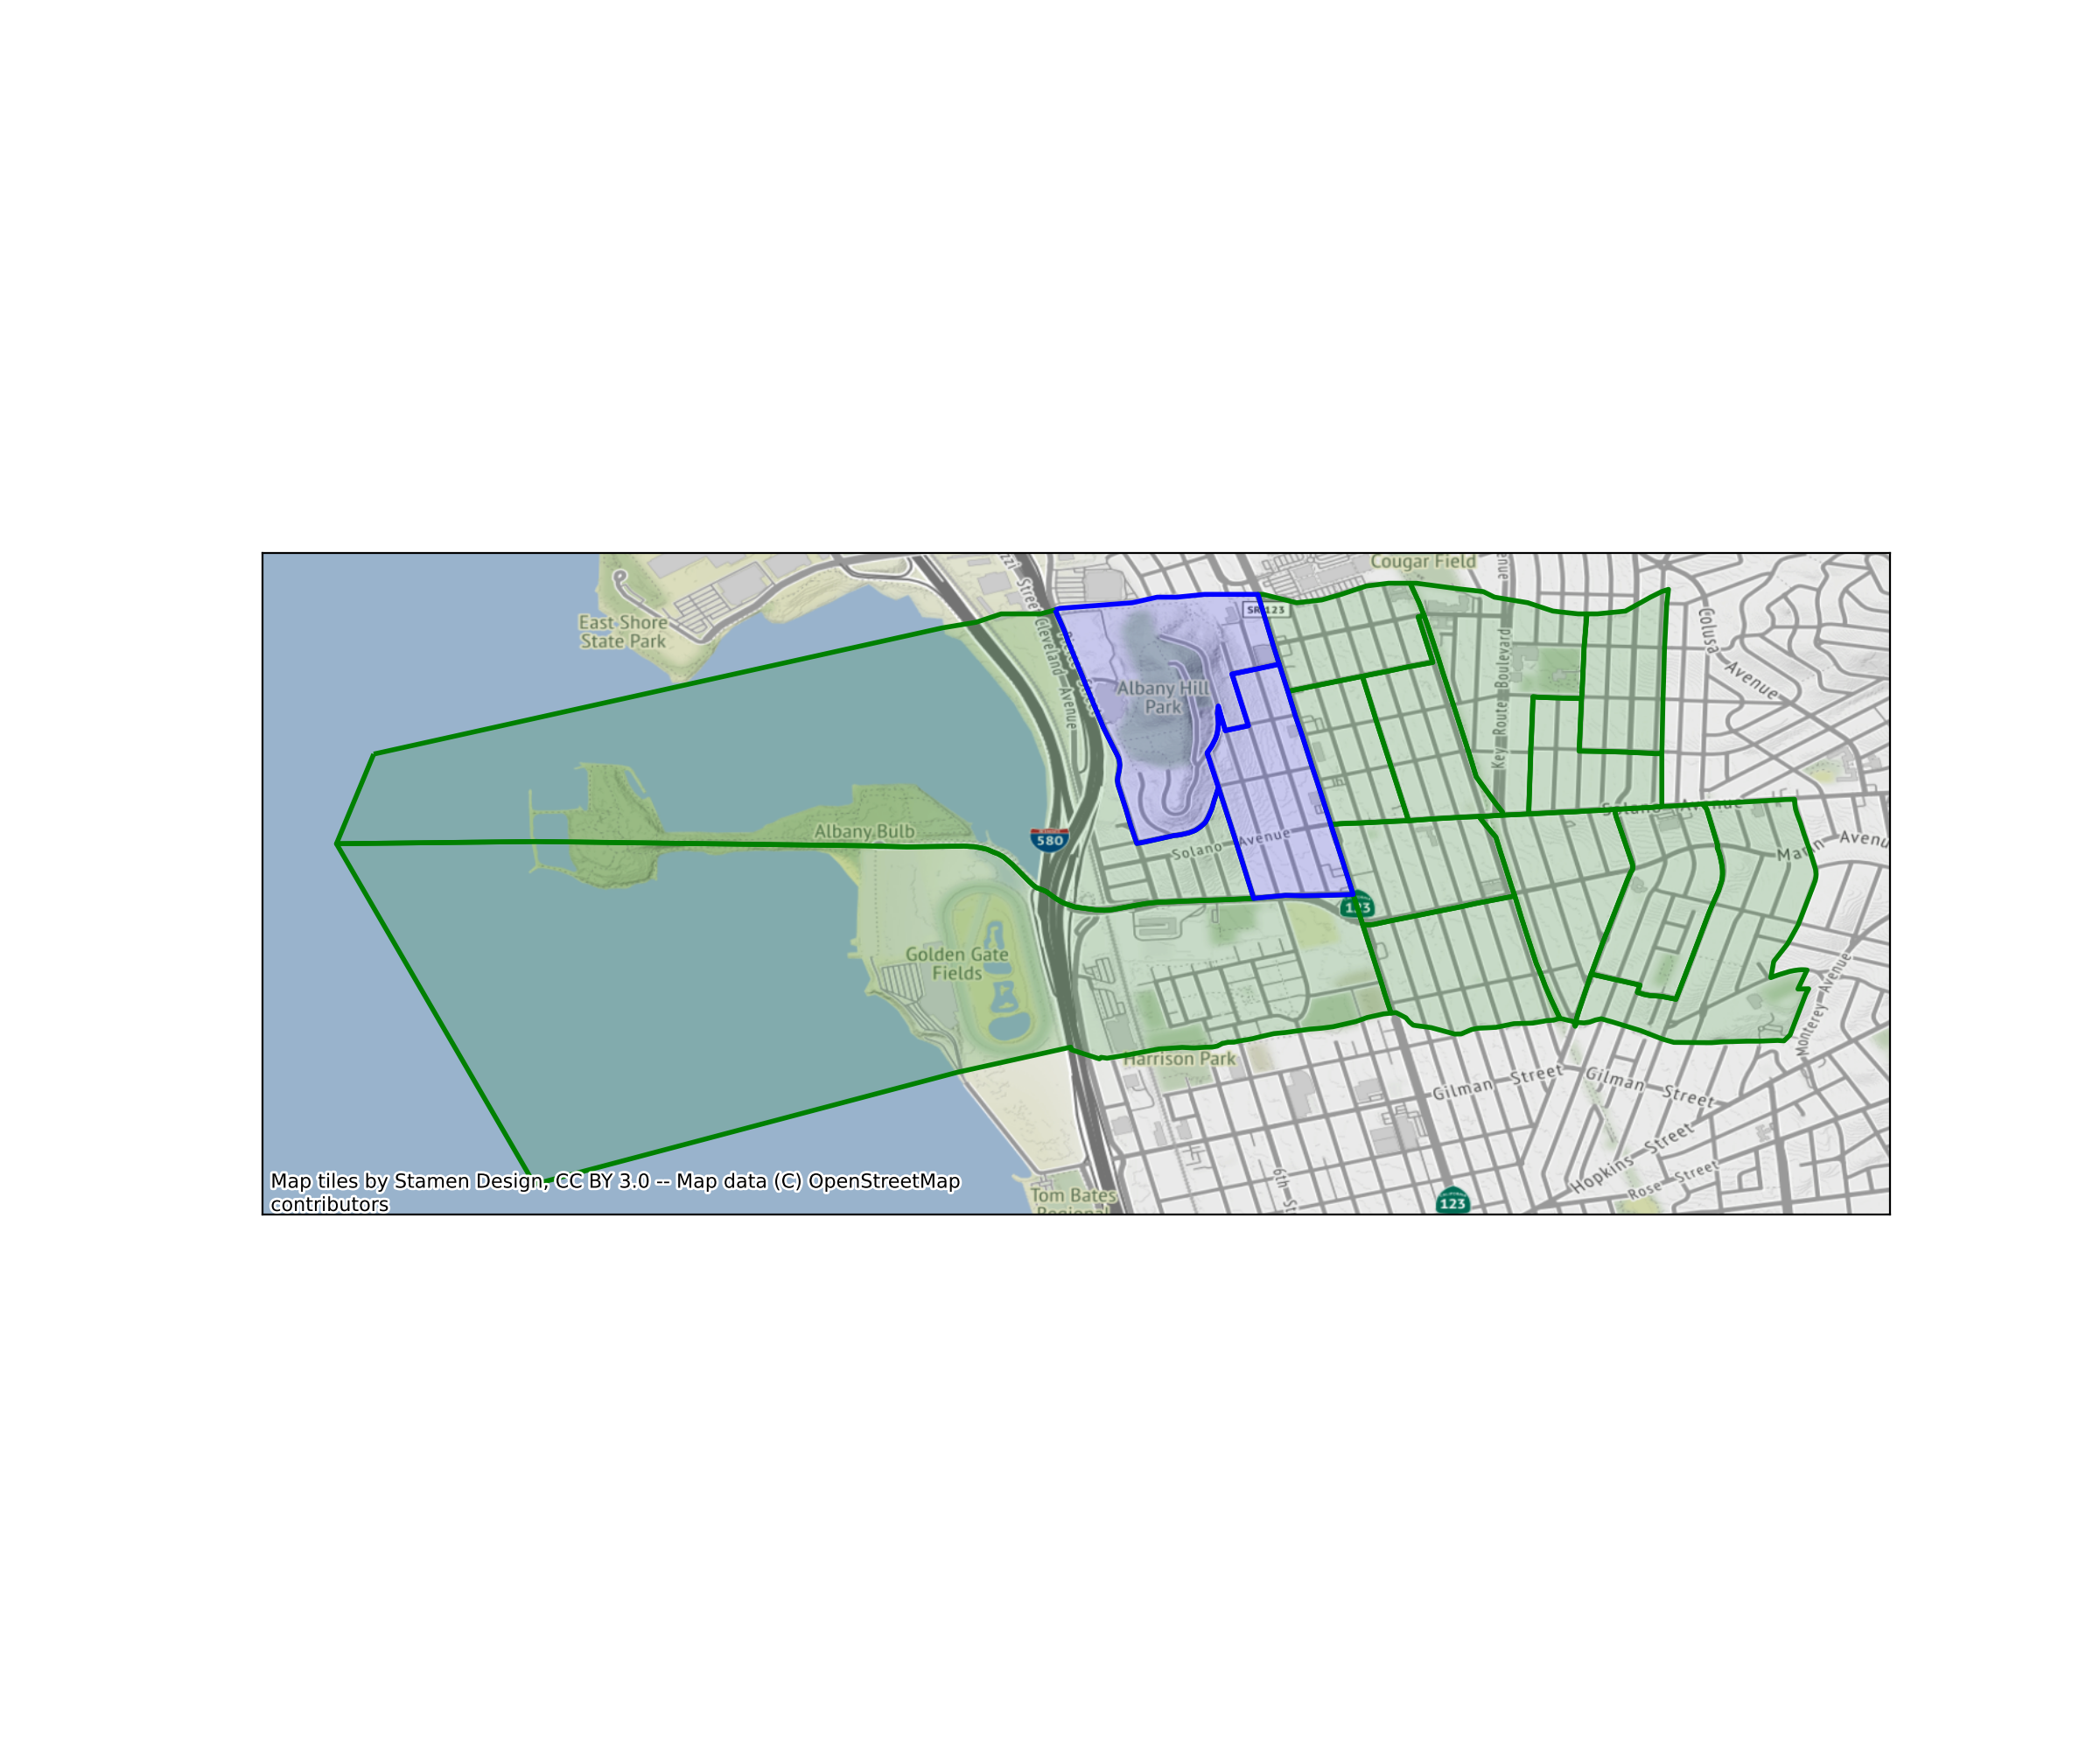 Cougar Field
East Shore
State Park
Street
Cleveland Avenue
SR 123
Albany Hill
Park
Key Route Boulevard
Colusa
Avenue
Albany Bulb
580
Solano Avenue
Solano Avenue
Marin Avenu
123
Golden Gate
Fields
Harrison Park
Monterey Avenue
Gilman Street
Gilman Street
Hopkins Street
Rose Street
6th St
Tom Bates
Regional
123
Map tiles by Stamen Design, CC BY 3.0 -- Map data (C) OpenStreetMap
contributors